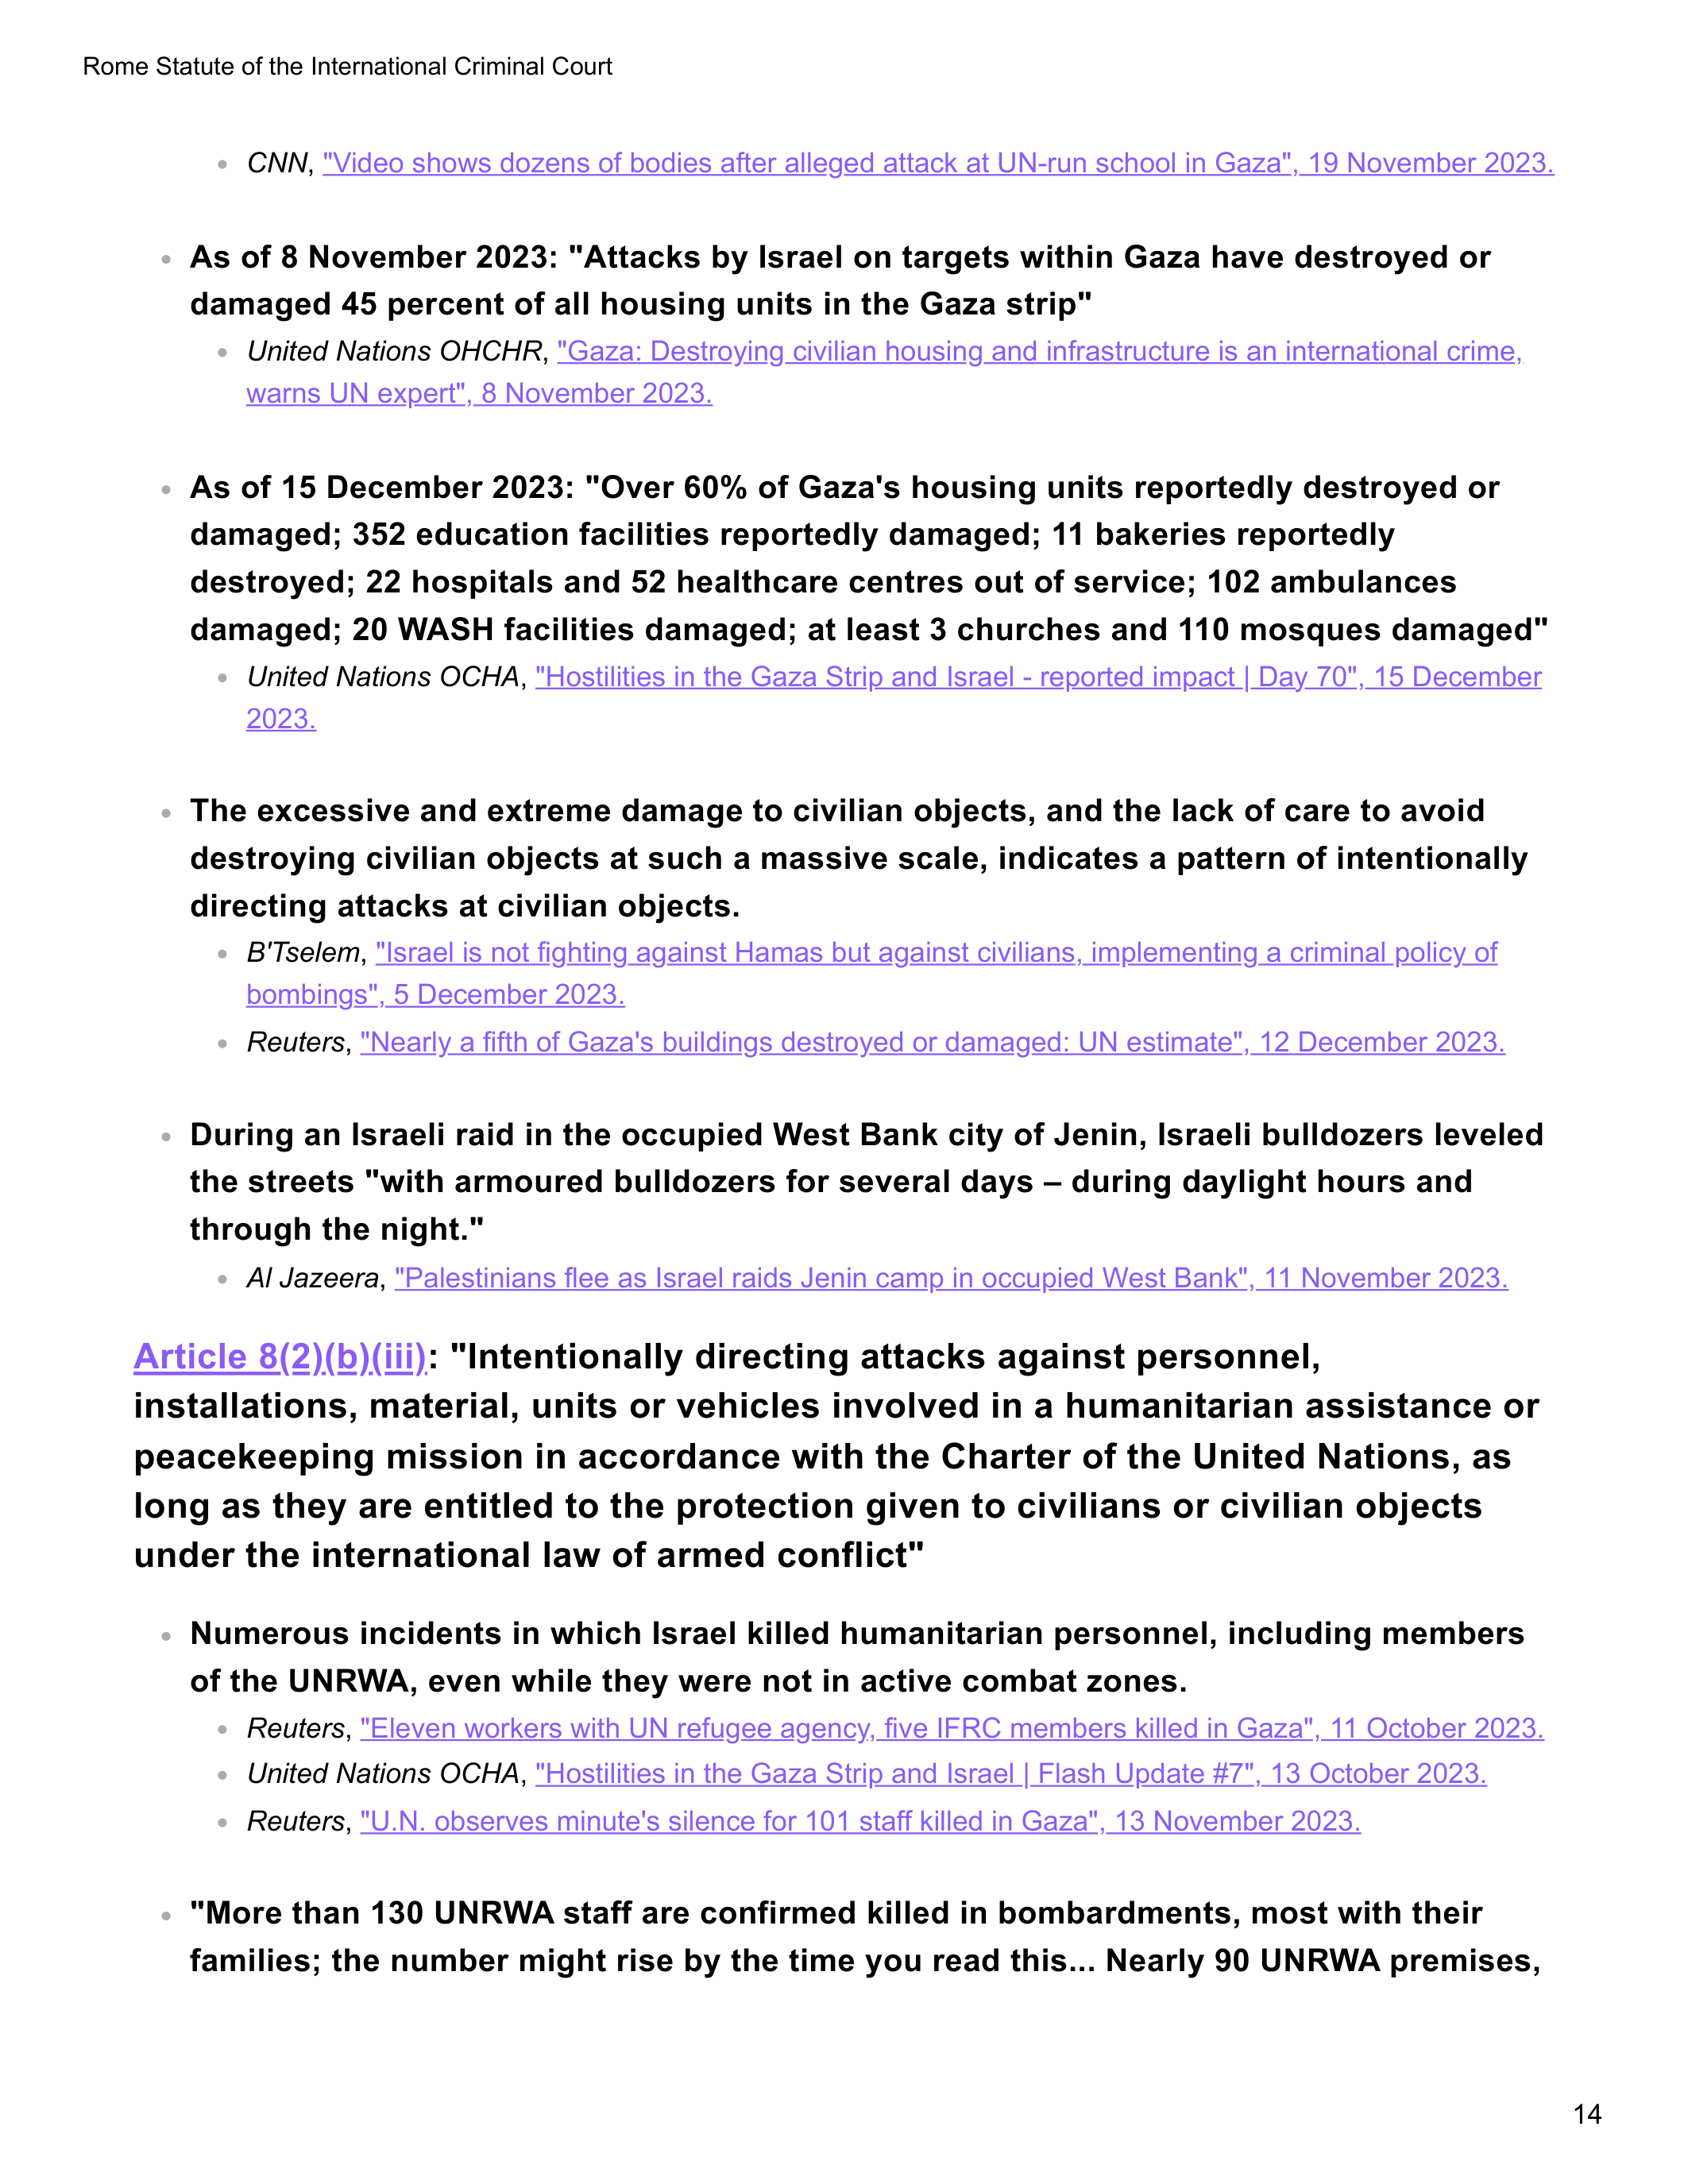 Rome Statute of the International Criminal Court
CNN, "Video shows dozens of bodies after alleged attack at UN-run school in Gaza", 19 November 2023.
As of 8 November 2023: "Attacks by Israel on targets within Gaza have destroyed or
damaged 45 percent of all housing units in the Gaza strip"
United Nations OHCHR, "Gaza: Destroying civilian housing and infrastructure is an international crime,
warns UN expert", 8 November 2023.
As of 15 December 2023: "Over 60% of Gaza's housing units reportedly destroyed or
damaged; 352 education facilities reportedly damaged; 11 bakeries reportedly
destroyed; 22 hospitals and 52 healthcare centres out of service; 102 ambulances
damaged; 20 WASH facilities damaged; at least 3 churches and 110 mosques damaged"
United Nations OCHA, "Hostilities in the Gaza Strip and Israel - reported impact | Day 70", 15 December
2023.
The excessive and extreme damage to civilian objects, and the lack of care to avoid
destroying civilian objects at such a massive scale, indicates a pattern of intentionally
directing attacks at civilian objects.
B'Tselem, "Israel is not fighting against Hamas but against civilians, implementing a criminal policy of
bombings", 5 December 2023.
Reuters, "Nearly a fifth of Gaza's buildings destroyed or damaged: UN estimate", 12 December 2023.
During an Israeli raid in the occupied West Bank city of Jenin, Israeli bulldozers leveled
the streets "with armoured bulldozers for several days – during daylight hours and
through the night."
Al Jazeera, "Palestinians flee as Israel raids Jenin camp in occupied West Bank", 11 November 2023.
Article 8(2)(b)(iii): "Intentionally directing attacks against personnel,
installations, material, units or vehicles involved in a humanitarian assistance or
peacekeeping mission in accordance with the Charter of the United Nations, as
long as they are entitled to the protection given to civilians or civilian objects
under the international law of armed conflict"
Numerous incidents in which Israel killed humanitarian personnel, including members
of the UNRWA, even while they were not in active combat zones.
Reuters, "Eleven workers with UN refugee agency, five IFRC members killed in Gaza", 11 October 2023.
United Nations OCHA, "Hostilities in the Gaza Strip and Israel | Flash Update #7", 13 October 2023.
Reuters, "U.N. observes minute's silence for 101 staff killed in Gaza", 13 November 2023.
"More than 130 UNRWA staff are confirmed killed in bombardments, most with their
families; the number might rise by the time you read this... Nearly 90 UNRWA premises,
14